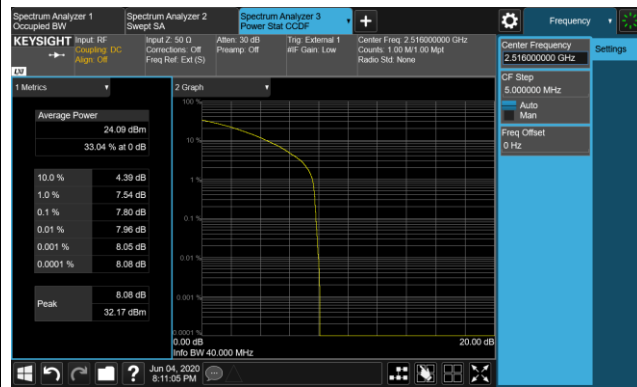 Spectrum Analyzer 1
Occupied BW
Spectrum Analyzer 2
Swept SA
Spectrum Analyzer 3
Power Stat CCDF
Frequency
KEYSIGHT
Input: RF
Coupling: DC
Align: Off
Input Z: 50 Ω
Corrections: Off
Freq Ref: Ext (S)
Atten: 30 dB
Preamp: Off
Trig: External 1
#IF Gain: Low
Center Freq: 2.516000000 GHz
Counts: 1.00 M/1.00 Mpt
Radio Std: None
LXI
Center Frequency
2.516000000 GHz
Settings
CF Step
5.000000 MHz
Auto
Man
Freq Offset
0 Hz
1 Metrics
Average Power
24.09 dBm
33.04 % at 0 dB
10.0 % 4.39 dB
1.0 % 7.54 dB
0.1 % 7.80 dB
0.01 % 7.96 dB
0.001 % 8.05 dB
0.0001 % 8.08 dB
Peak
8.08 dB
32.17 dBm
2 Graph
100 %
10 %
1 %
0.1 %
0.01 %
0.001 %
0.0001 %
0.00 dB
20.00 dB
Info BW 40.000 MHz
Jun 04, 2020
8:11:05 PM